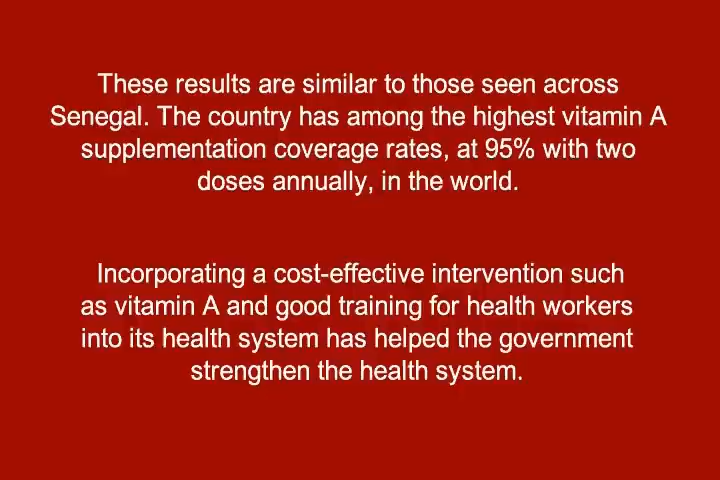 These results are similar to those seen across
Senegal. The country has among the highest vitamin A
supplementation coverage rates, at 95% with two
doses annually, in the world.
Incorporating a cost-effective intervention such
as vitamin A and good training for health workers
into its health system has helped the government
strengthen the health system.